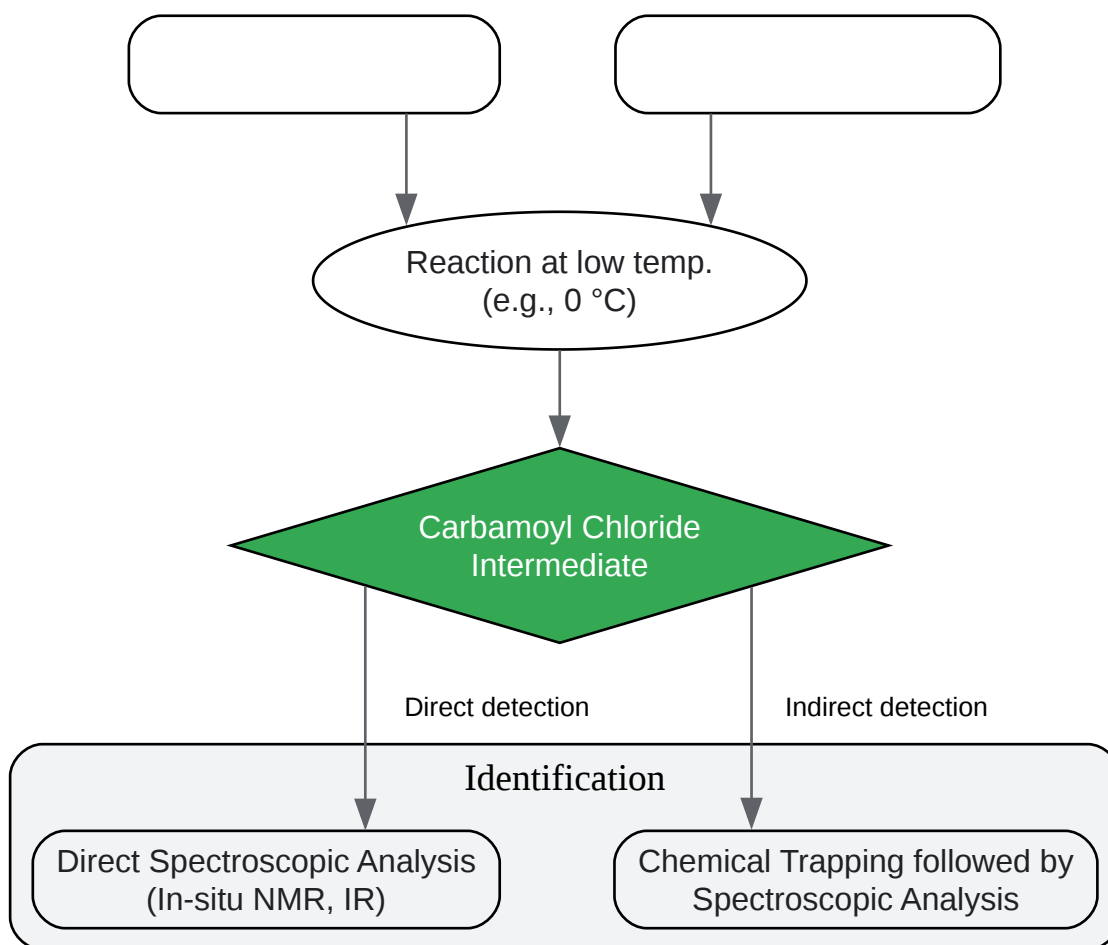 Reaction at low temp.
(e.g., 0 °C)
Carbamoyl Chloride
Intermediate
Direct detection
Indirect detection
Identification
Direct Spectroscopic Analysis
(In-situ NMR, IR)
Chemical Trapping followed by
Spectroscopic Analysis